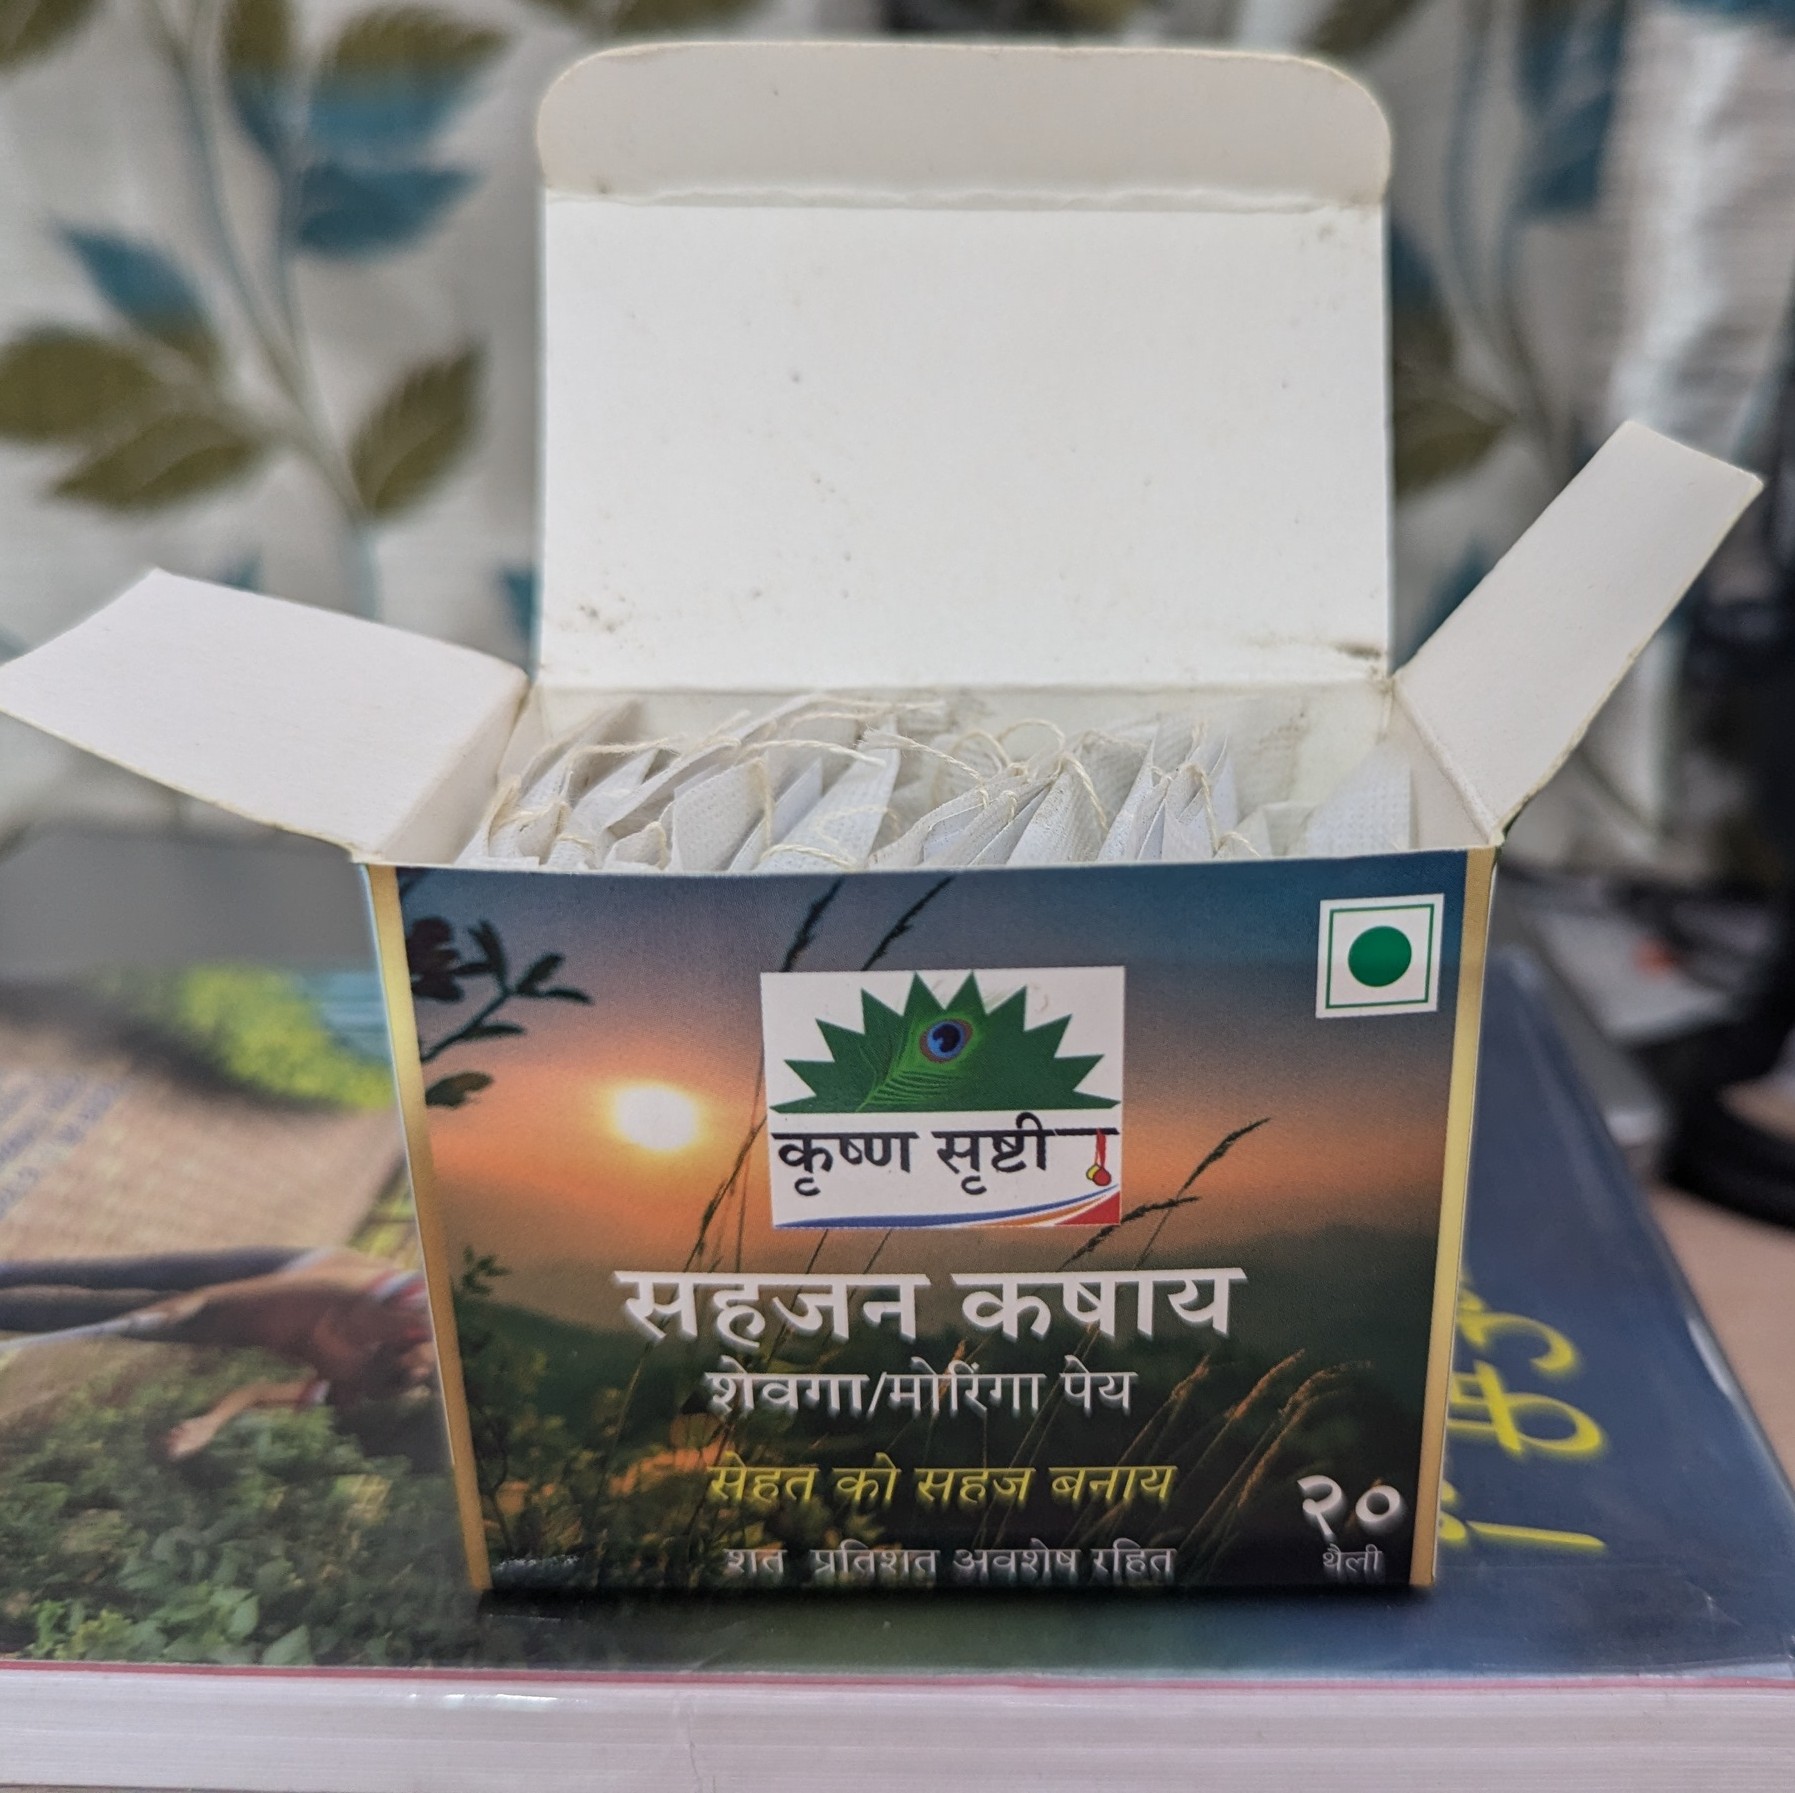 कृष्ण सृष्टी
सहजन कषाय
शेवगा/मोरिंगा पेय
सेहत को सहज बनाय
शत प्रतिशत अवशेष रहित
२०
थैली